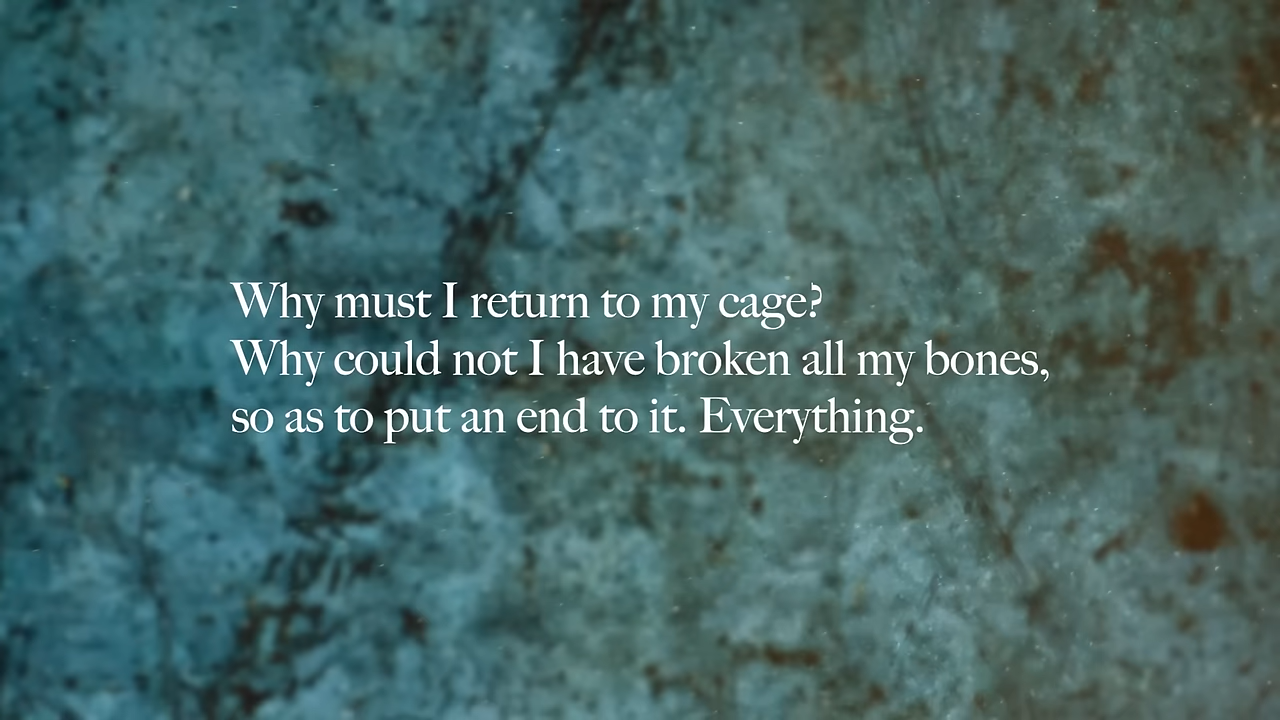 Why must I return to my cage?
Why could not I have broken all my bones,
so as to put an end to it. Everything.